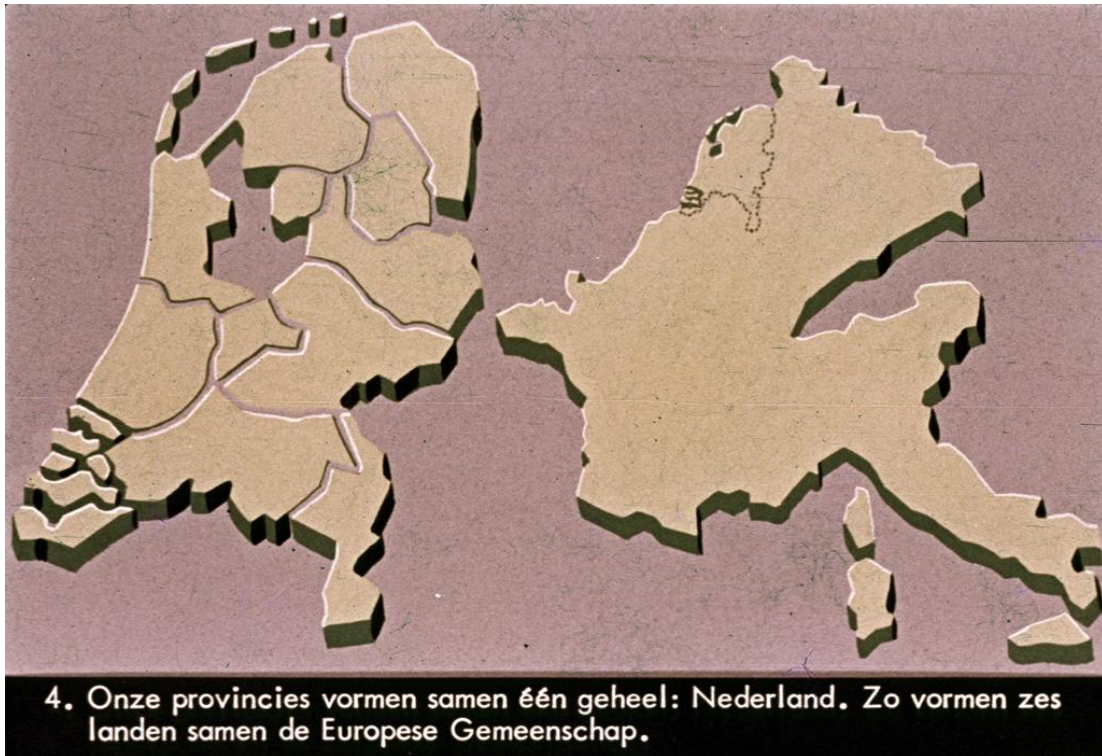 4. Onze provincies vormen samen één geheel: Nederland. Zo vormen zes
landen samen de Europese Gemeenschap.